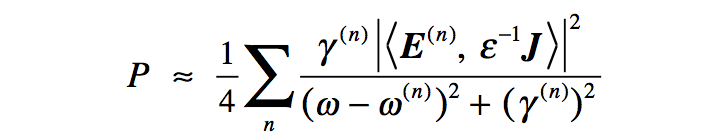 P ≈ 1/4 ∑_n γ^(n) |⟨E^(n), ε^−1 J⟩|^2 / ((ω − ω^(n))^2 + (γ^(n))^2)